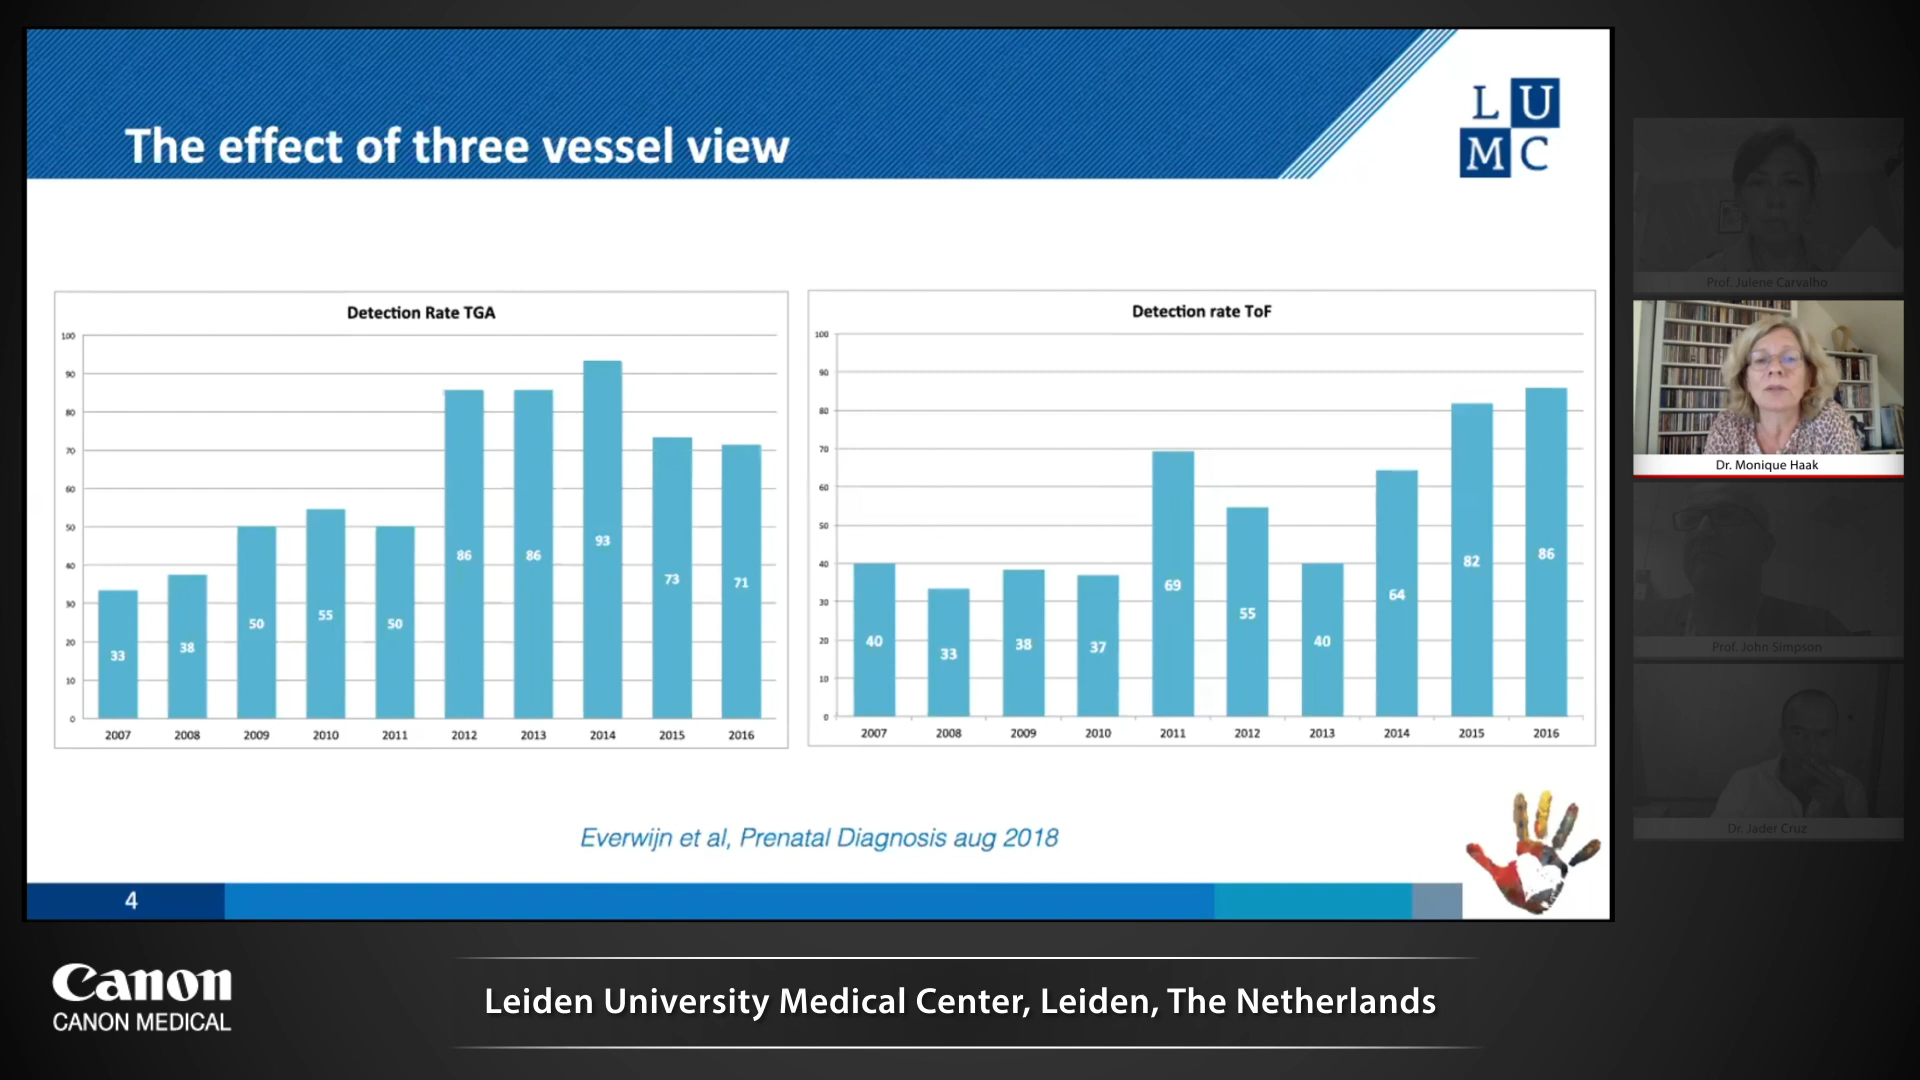 The effect of three vessel view
L U
M C
Detection Rate TGA
100
90
80
70
60
50
40
30
20
10
0
33
38
50
55
50
86
86
93
73
71
2007 2008 2009 2010 2011 2012 2013 2014 2015 2016
Detection rate ToF
100
90
80
70
60
50
40
30
20
10
0
40
33
38
37
69
55
40
64
82
86
2007 2008 2009 2010 2011 2012 2013 2014 2015 2016
Everwijn et al, Prenatal Diagnosis aug 2018
4
Prof. Julene Carvalho
Dr. Monique Haak
Prof. John Simpson
Dr. Jader Cruz
Canon
CANON MEDICAL
Leiden University Medical Center, Leiden, The Netherlands